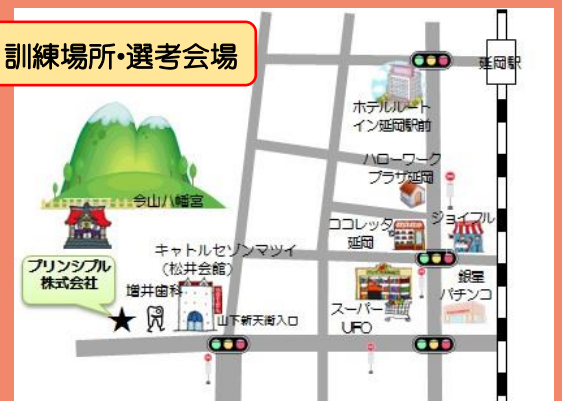 訓練場所・選考会場
延岡駅
ホテルルート
イン延岡駅前
ハローワーク
プラザ延岡
今山八幡宮
ココレッタ
延岡
ジョイフル
キャトルセゾンマツイ
(松井会館)
プリンシプル
株式会社
増井歯科
山下新天街入口
スーパー
UFO
銀星
パチンコ